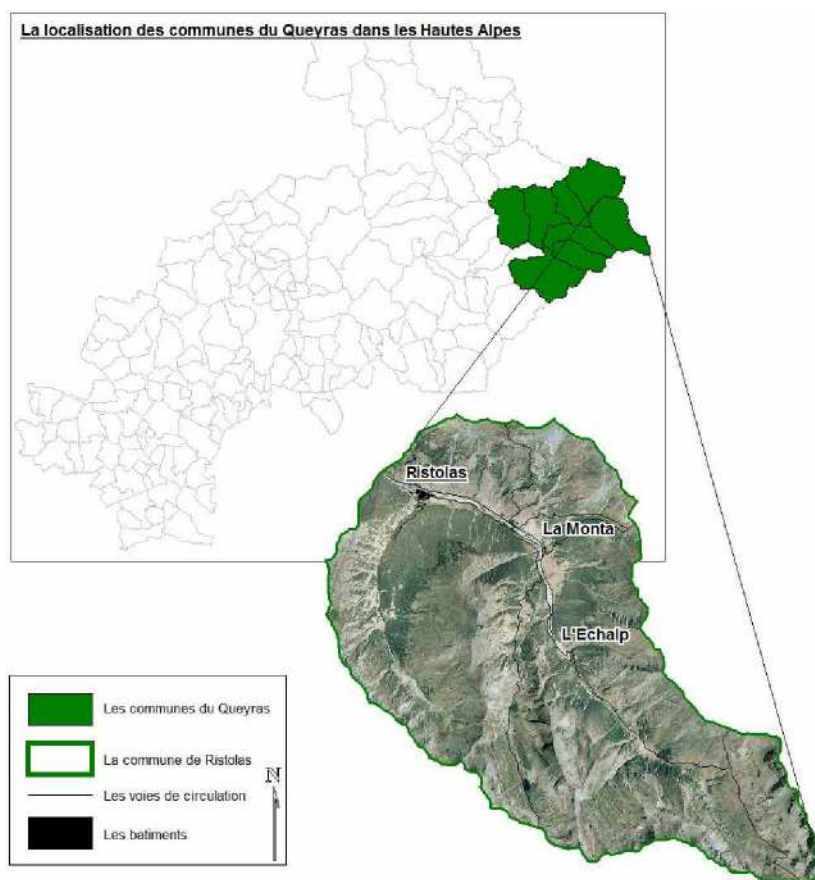 La localisation des communes du Queyras dans les Hautes Alpes
Ristolas
La Monta
L'Echalp
Les communes du Queyras
La commune de Ristolas
N
Les voies de circulation
Les batiments